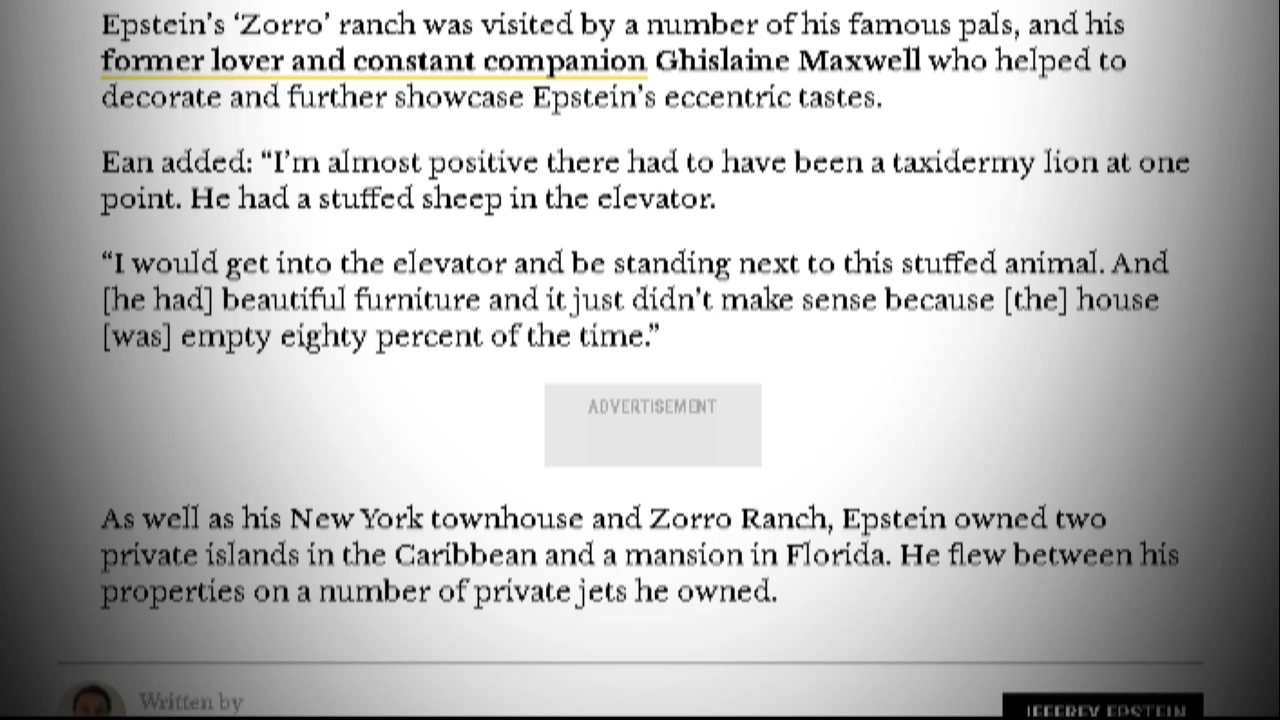 Epstein’s ‘Zorro’ ranch was visited by a number of his famous pals, and his
former lover and constant companion Ghislaine Maxwell who helped to
decorate and further showcase Epstein’s eccentric tastes.
Ean added: “I’m almost positive there had to have been a taxidermy lion at one
point. He had a stuffed sheep in the elevator.
“I would get into the elevator and be standing next to this stuffed animal. And
[he had] beautiful furniture and it just didn’t make sense because [the] house
[was] empty eighty percent of the time.”
ADVERTISEMENT
As well as his New York townhouse and Zorro Ranch, Epstein owned two
private islands in the Caribbean and a mansion in Florida. He flew between his
properties on a number of private jets he owned.
Written by
JEFFREY EPSTEIN